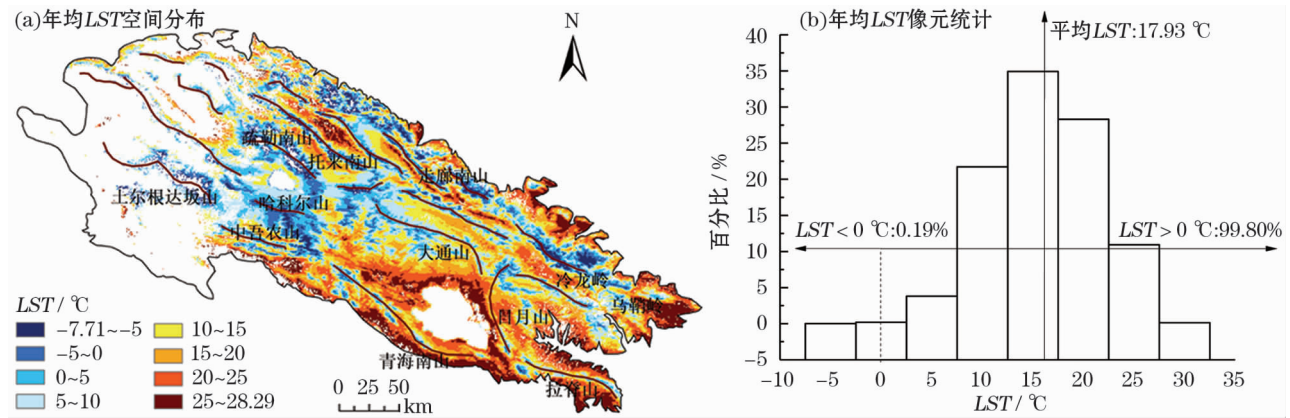 (a)年均LST空间分布
N
疏勒南山
托来南山
走廊南山
土尔根达坂山
哈科尔山
中吾农山
大通山
冷龙岭
乌鞘岭
日月山
青海南山
拉脊山
LST / ℃
-7.71~-5
-5~0
0~5
5~10
10~15
15~20
20~25
25~28.29
0 25 50
km
(b)年均LST像元统计
平均LST:17.93 ℃
LST<0 ℃:0.19%
LST>0 ℃:99.80%
百分比 / %
40
35
30
25
20
35
10
5
0
-5
-10 -5 0 5 10 15 20 25 30 35
LST / ℃